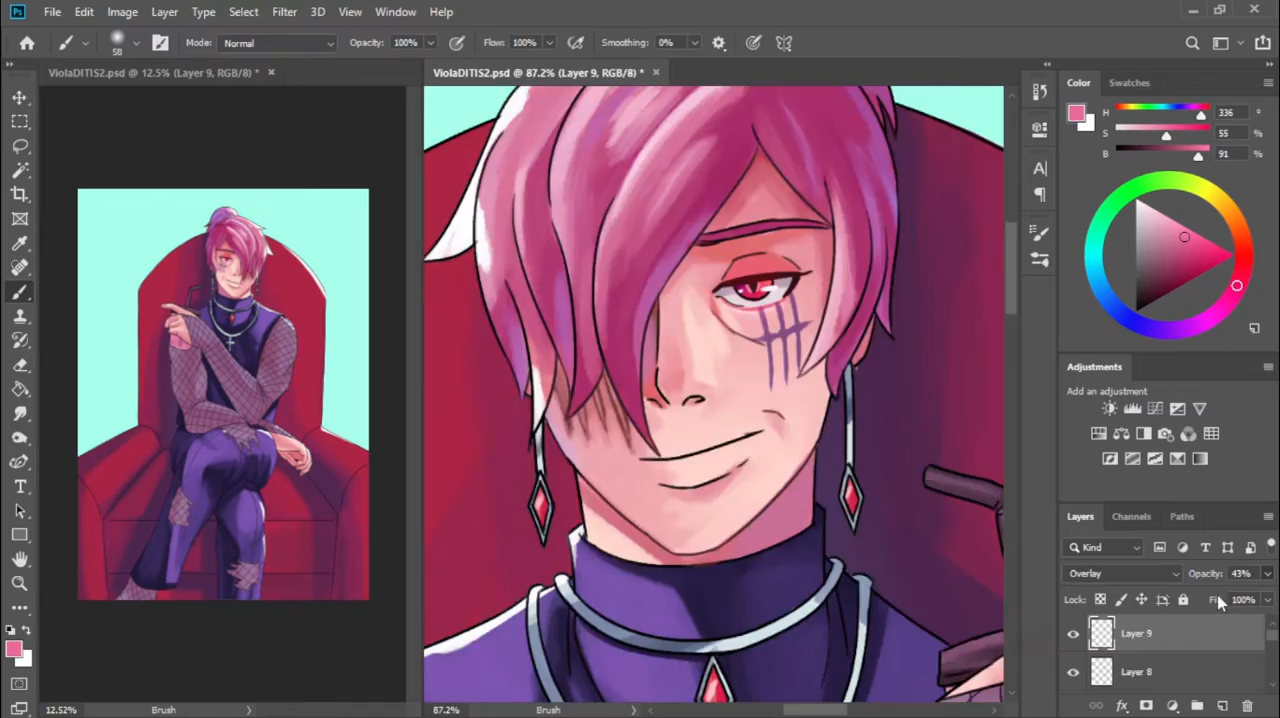 Ps File Edit Image Layer Type Select Filter 3D View Window Help
58 Mode: Normal Opacity: 100% Flow: 100% Smoothing: 0%
ViolaDITIS2.psd @ 12.5% (Layer 9, RGB/8) * ViolaDITIS2.psd @ 87.2% (Layer 9, RGB/8) *
Color Swatches
H 336 °
S 55 %
B 91 %
Adjustments
Add an adjustment
Layers Channels Paths
Kind
Overlay Opacity: 43%
Lock: 100%
Layer 9
Layer 8
12.52% Brush 87.2% Brush